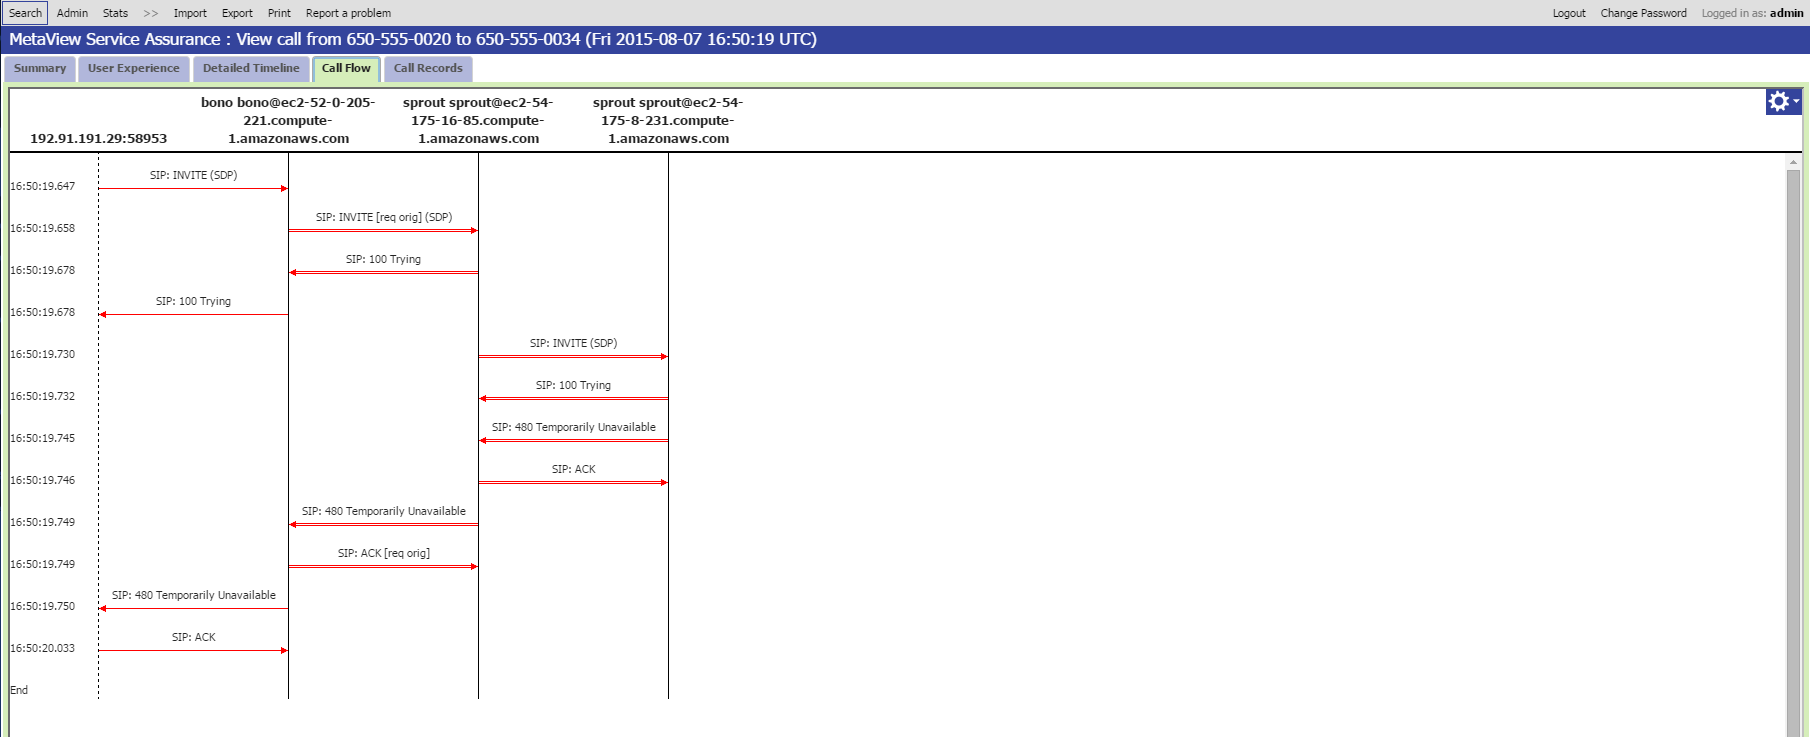 Search Admin Stats >> Import Export Print Report a problem Logout Change Password Logged in as: admin
MetaView Service Assurance : View call from 650-555-0020 to 650-555-0034 (Fri 2015-08-07 16:50:19 UTC)
Summary User Experience Detailed Timeline Call Flow Call Records
192.91.191.29:58953
bono bono@ec2-52-0-205-
221.compute-
1.amazonaws.com
sprout sprout@ec2-54-
175-16-85.compute-
1.amazonaws.com
sprout sprout@ec2-54-
175-8-231.compute-
1.amazonaws.com
16:50:19.647 SIP: INVITE (SDP)
16:50:19.658 SIP: INVITE [req orig] (SDP)
16:50:19.678 SIP: 100 Trying
16:50:19.678 SIP: 100 Trying
16:50:19.730 SIP: INVITE (SDP)
16:50:19.732 SIP: 100 Trying
16:50:19.745 SIP: 480 Temporarily Unavailable
16:50:19.746 SIP: ACK
16:50:19.749 SIP: 480 Temporarily Unavailable
16:50:19.749 SIP: ACK [req orig]
16:50:19.750 SIP: 480 Temporarily Unavailable
16:50:20.033 SIP: ACK
End